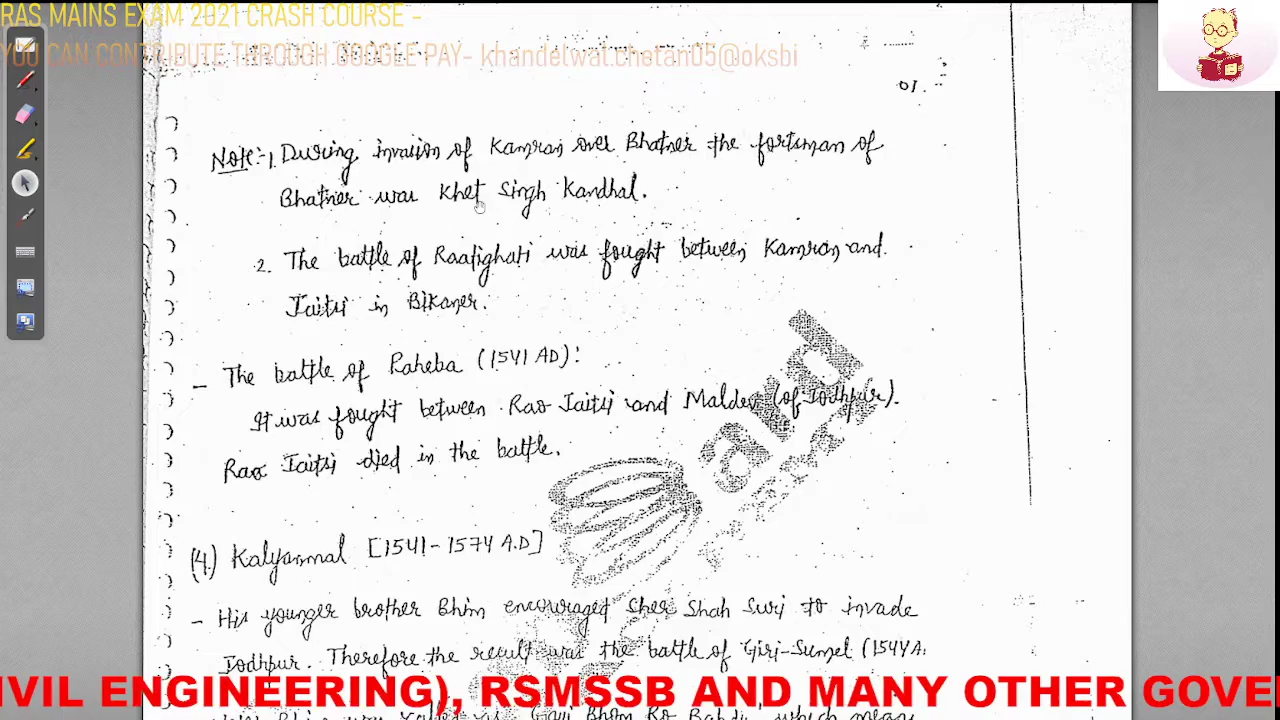 RAS MAINS EXAM 2021 CRASH COURSE -
YOU CAN CONTRIBUTE THROUGH GOOGLE PAY- khandelwal.chetan05@oksbi
01.
Note:- 1. During invasion of Kamran over Bhatner the fortsman of
Bhatner was Khet Singh Kandhal.
2. The battle of Raatighati was fought between Kamran and
Jaitsi in Bikaner.
- The battle of Paheba (1541 AD):
It was fought between Rao Jaitsi and Maldev (of Jodhpur).
Rao Jaitsi died in the battle.
(4.) Kalyanmal [1541-1574 A.D]
- His younger brother Bhim encouraged Sher Shah Suri to invade
Jodhpur. Therefore the result was the battle of Giri-Sumel (1544 A.
IVIL ENGINEERING), RSMSSB AND MANY OTHER GOVE
which mean
ard